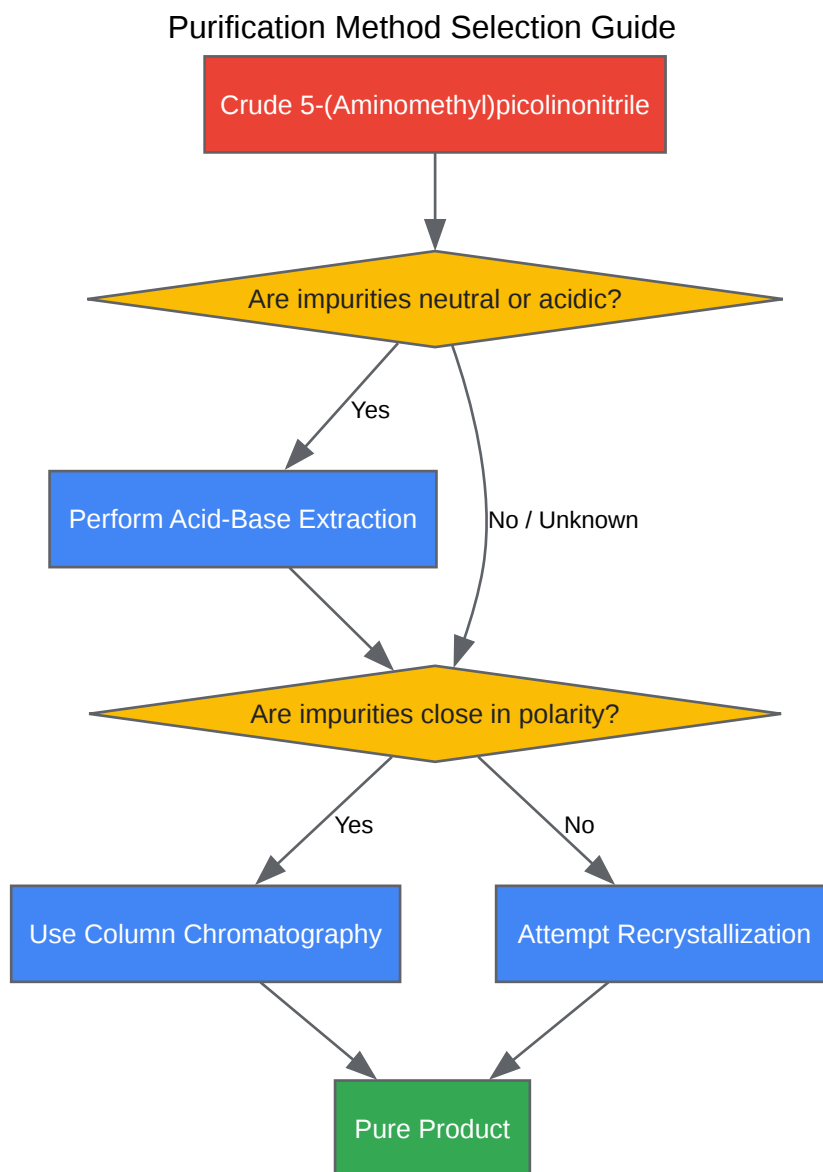 Purification Method Selection Guide
Crude 5-(Aminomethyl)picolinonitrile
Are impurities neutral or acidic?
Yes
Perform Acid-Base Extraction
No / Unknown
Are impurities close in polarity?
Yes
No
Use Column Chromatography
Attempt Recrystallization
Pure Product